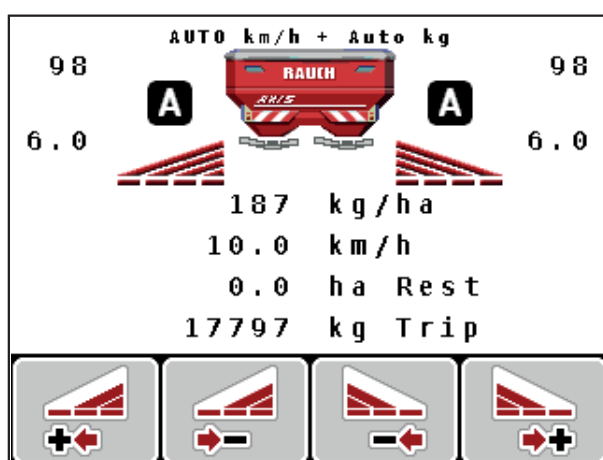 AUTO km/h + Auto kg
98 98
RAUCH
A A
AXIS
6.0 6.0
187 kg/ha
10.0 km/h
0.0 ha Rest
17797 kg Trip